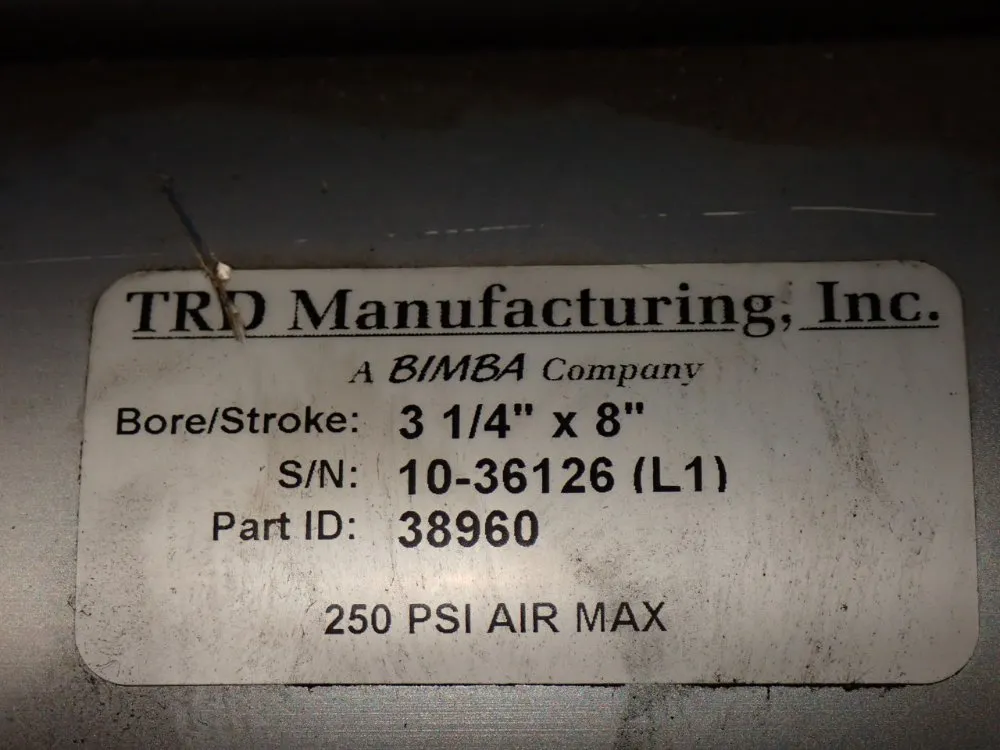 TRD Manufacturing, Inc.
A BIMBA Company
Bore/Stroke: 3 1/4" x 8"
S/N: 10-36126 (L1)
Part ID: 38960
250 PSI AIR MAX